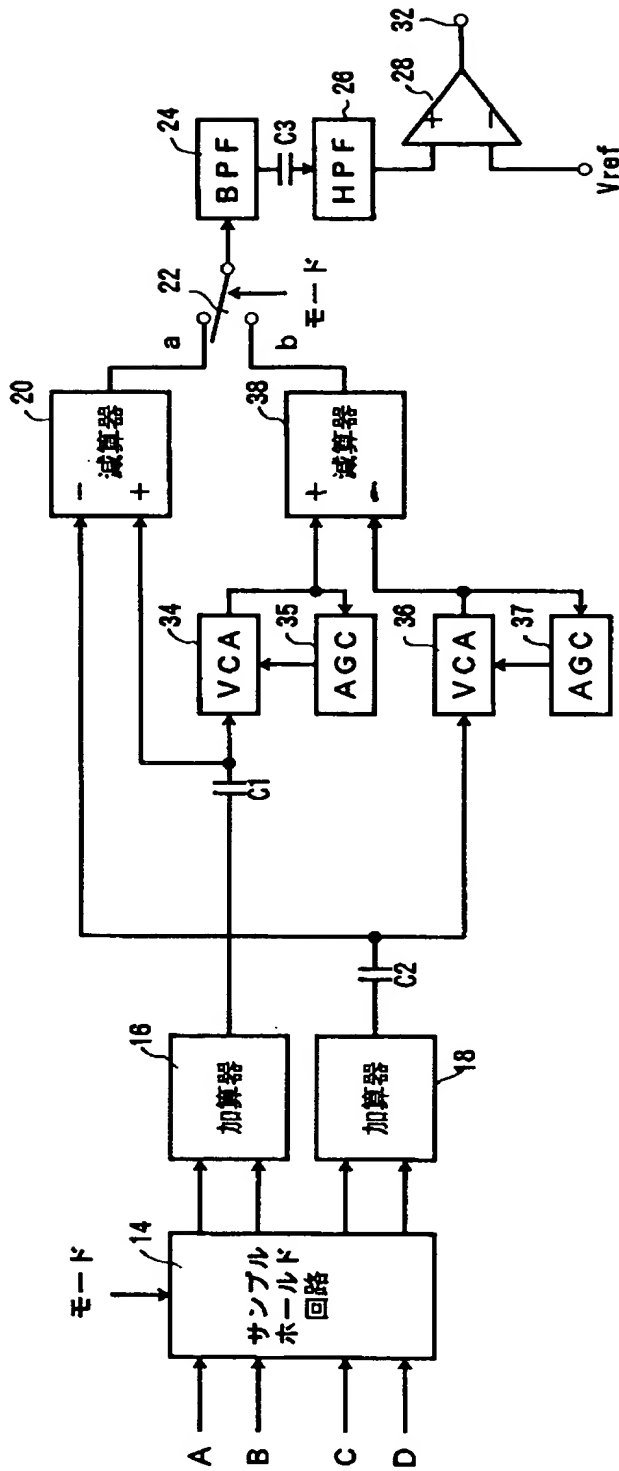 モード
14
A
B
C
D
サンプル
ホールド
回路
16
加算器
18
加算器
C1
C2
20
減算器
−
+
34
VCA
35
AGC
36
VCA
37
AGC
38
減算器
+
−
a
b
22
モード
24
BPF
C3
26
HPF
28
+
−
32
Vref